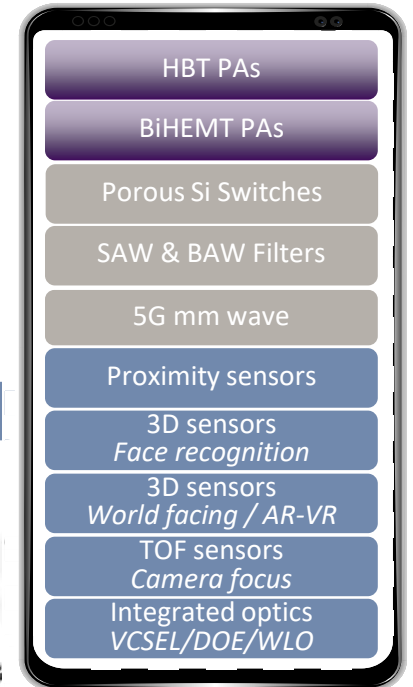 HBT PAs
BiHEMT PAs
Porous Si Switches
SAW & BAW Filters
5G mm wave
Proximity sensors
3D sensors
Face recognition
3D sensors
World facing / AR-VR
TOF sensors
Camera focus
Integrated optics
VCSEL/DOE/WLO